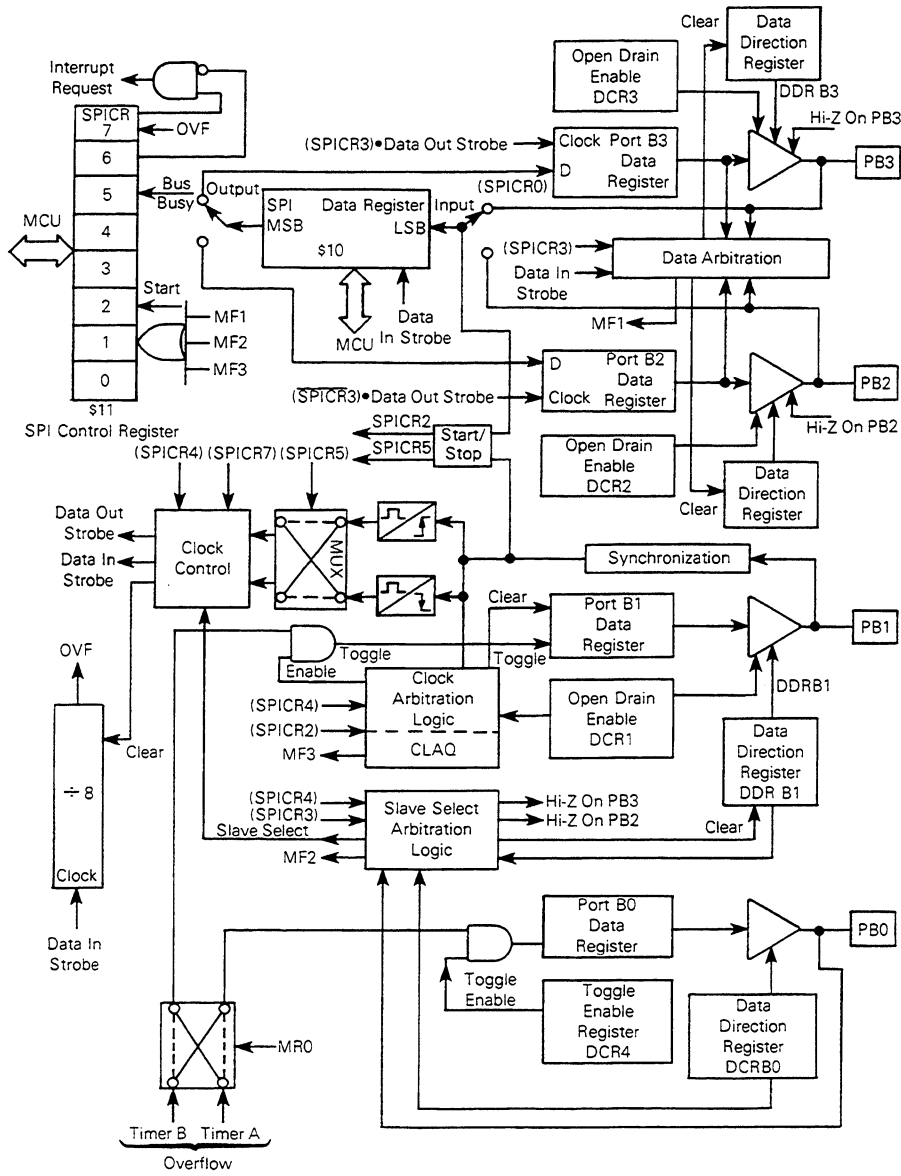 Interrupt
Request
SPICR
7
OVF
6
5
Bus
Busy
4
3
2
Start
1
0
MF1
MF2
MF3
$11
SPI Control Register
MCU
Output
SPI
MSB
Data Register
LSB
$10
Input
MCU
Data
In Strobe
Open Drain
Enable
DCR3
Clear
Data
Direction
Register
DDR B3
Hi-Z On PB3
(SPICR3)•Data Out Strobe
Clock
D
Port B3
Data
Register
(SPICR0)
PB3
(SPICR3)
Data In
Strobe
Data Arbitration
MF1
D
Clock
Port B2
Data
Register
(S̅P̅I̅C̅R̅3̅)•Data Out Strobe
PB2
Hi-Z On PB2
SPICR2
SPICR5
Start/
Stop
Open Drain
Enable
DCR2
Clear
Data
Direction
Register
(SPICR4) (SPICR7) (SPICR5)
Data Out
Strobe
Data In
Strobe
Clock
Control
MUX
Synchronization
Clear
Port B1
Data
Register
PB1
Toggle
Toggle
Enable
OVF
÷ 8
Clock
Clear
Data In
Strobe
(SPICR4)
(SPICR2)
MF3
Clock
Arbitration
Logic
CLAQ
Open Drain
Enable
DCR1
DDRB1
Data
Direction
Register
DDR B1
Clear
(SPICR4)
(SPICR3)
Slave Select
MF2
Slave Select
Arbitration
Logic
Hi-Z On PB3
Hi-Z On PB2
Port B0
Data
Register
PB0
Toggle
Enable
Toggle
Enable
Register
DCR4
Data
Direction
Register
DCRB0
MR0
Timer B Timer A
Overflow